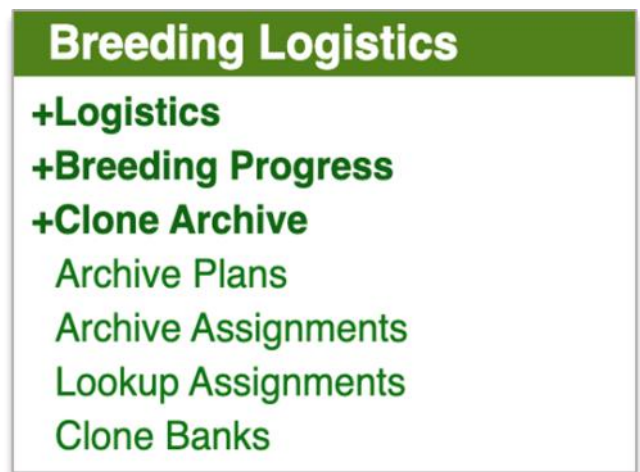 Breeding Logistics
+Logistics
+Breeding Progress
+Clone Archive
Archive Plans
Archive Assignments
Lookup Assignments
Clone Banks